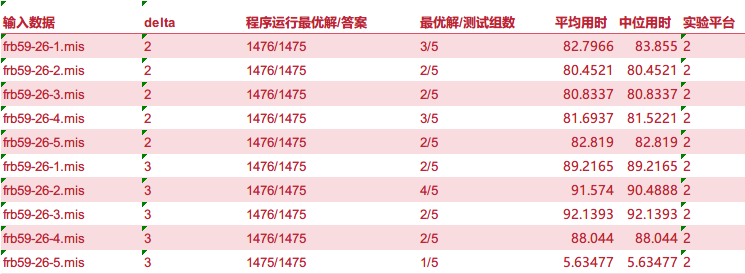 输入数据 delta 程序运行最优解/答案 最优解/测试组数 平均用时 中位用时 实验平台
frb59-26-1.mis 2 1476/1475 3/5 82.7966 83.855 2
frb59-26-2.mis 2 1476/1475 2/5 80.4521 80.4521 2
frb59-26-3.mis 2 1476/1475 2/5 80.8337 80.8337 2
frb59-26-4.mis 2 1476/1475 3/5 81.6937 81.5221 2
frb59-26-5.mis 2 1476/1475 2/5 82.819 82.819 2
frb59-26-1.mis 3 1476/1475 2/5 89.2165 89.2165 2
frb59-26-2.mis 3 1476/1475 4/5 91.574 90.4888 2
frb59-26-3.mis 3 1476/1475 2/5 92.1393 92.1393 2
frb59-26-4.mis 3 1476/1475 2/5 88.044 88.044 2
frb59-26-5.mis 3 1475/1475 1/5 5.63477 5.63477 2